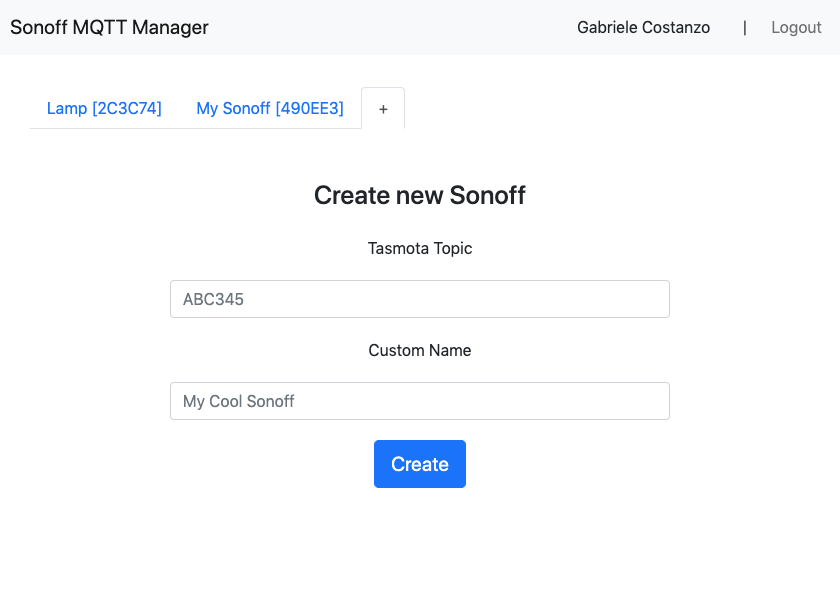 Sonoff MQTT Manager Gabriele Costanzo | Logout
Lamp [2C3C74] My Sonoff [490EE3] +
Create new Sonoff
Tasmota Topic
ABC345
Custom Name
My Cool Sonoff
Create